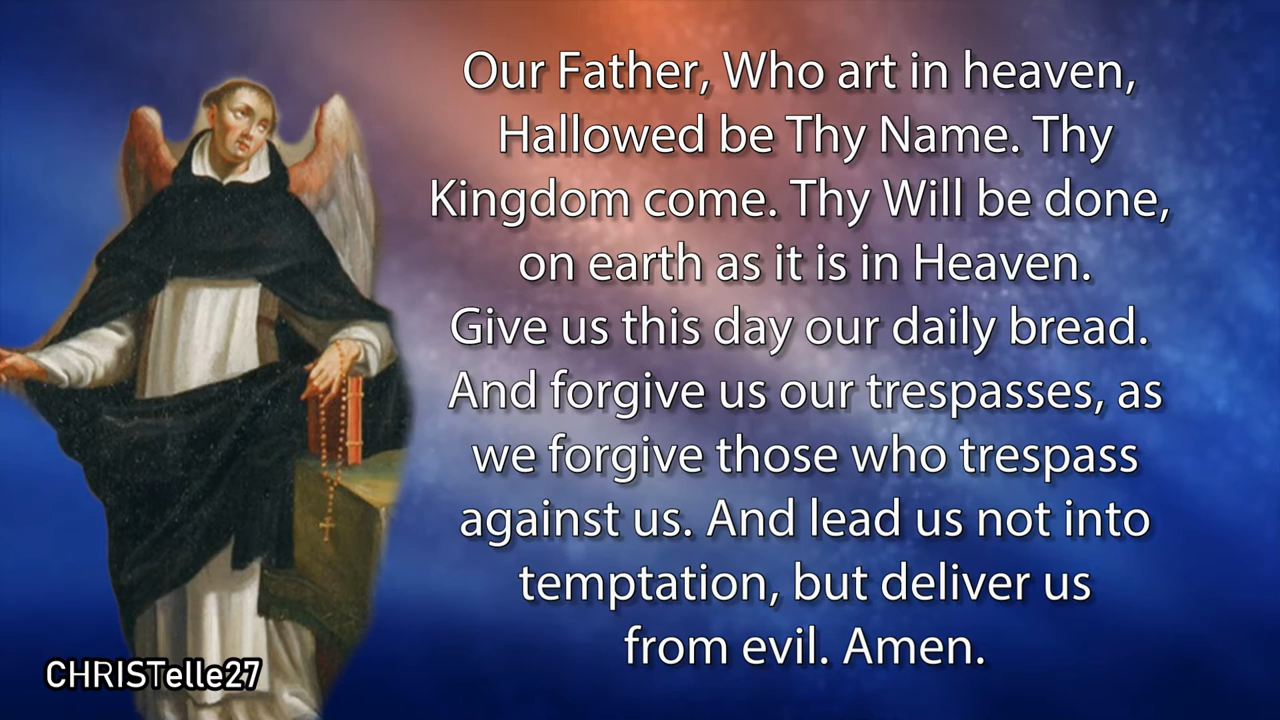 Our Father, Who art in heaven,
Hallowed be Thy Name. Thy
Kingdom come. Thy Will be done,
on earth as it is in Heaven.
Give us this day our daily bread.
And forgive us our trespasses, as
we forgive those who trespass
against us. And lead us not into
temptation, but deliver us
from evil. Amen.
CHRISTelle27